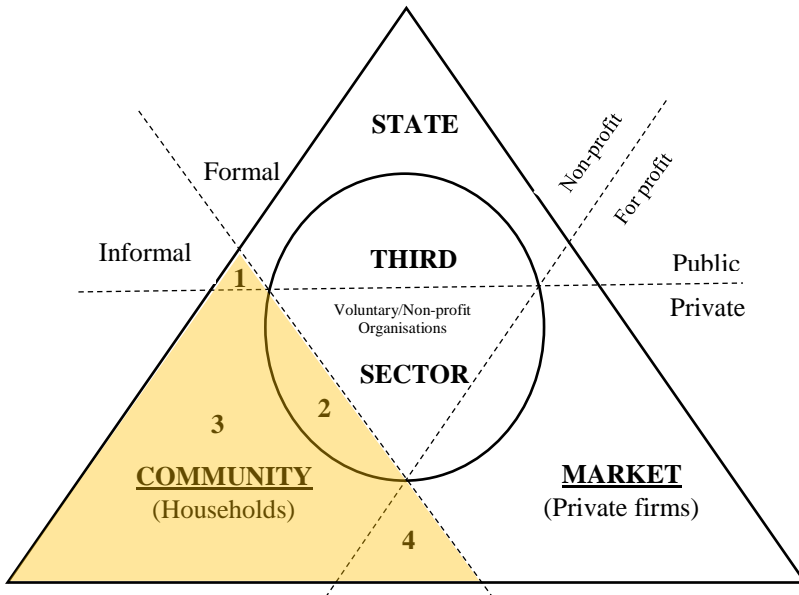 STATE
Non-profit
For profit
Formal
Informal
THIRD
Public
1
Private
Voluntary/Non-profit
Organisations
SECTOR
2
3
COMMUNITY
(Households)
MARKET
(Private firms)
4